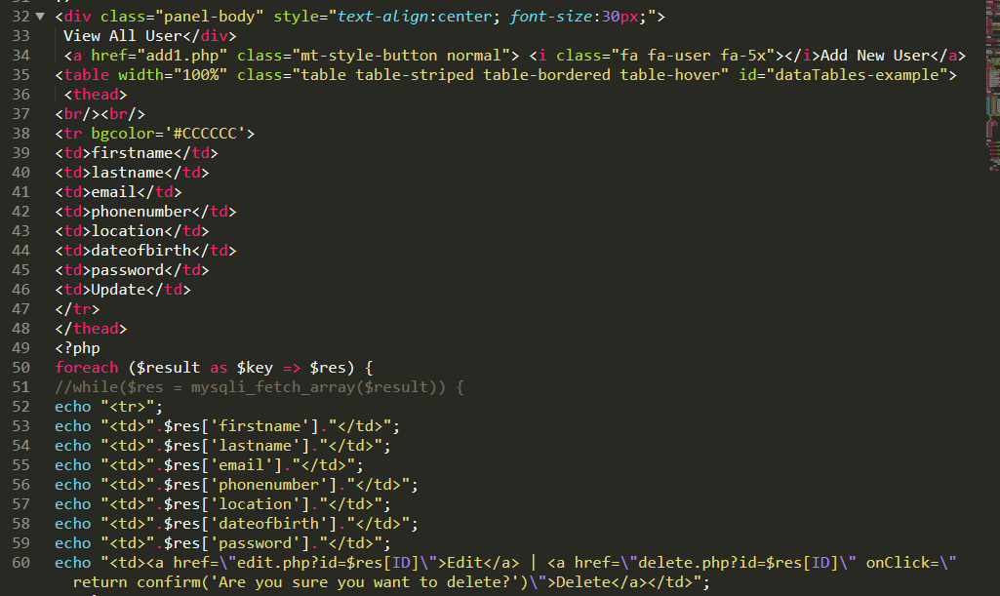 32 <div class="panel-body" style="text-align:center; font-size:30px;">
33 View All User</div>
34 <a href="add1.php" class="mt-style-button normal"> <i class="fa fa-user fa-5x"></i>Add New User</a>
35 <table width="100%" class="table table-striped table-bordered table-hover" id="dataTables-example">
36 <thead>
37 <br/><br/>
38 <tr bgcolor='#CCCCCC'>
39 <td>firstname</td>
40 <td>lastname</td>
41 <td>email</td>
42 <td>phonenumber</td>
43 <td>location</td>
44 <td>dateofbirth</td>
45 <td>password</td>
46 <td>Update</td>
47 </tr>
48 </thead>
49 <?php
50 foreach ($result as $key => $res) {
51 //while($res = mysqli_fetch_array($result)) {
52 echo "<tr>";
53 echo "<td>".$res['firstname']."</td>";
54 echo "<td>".$res['lastname']."</td>";
55 echo "<td>".$res['email']."</td>";
56 echo "<td>".$res['phonenumber']."</td>";
57 echo "<td>".$res['location']."</td>";
58 echo "<td>".$res['dateofbirth']."</td>";
59 echo "<td>".$res['password']."</td>";
60 echo "<td><a href=\"edit.php?id=$res[ID]\">Edit</a> | <a href=\"delete.php?id=$res[ID]\" onClick=\"
return confirm('Are you sure you want to delete?')\">Delete</a></td>";